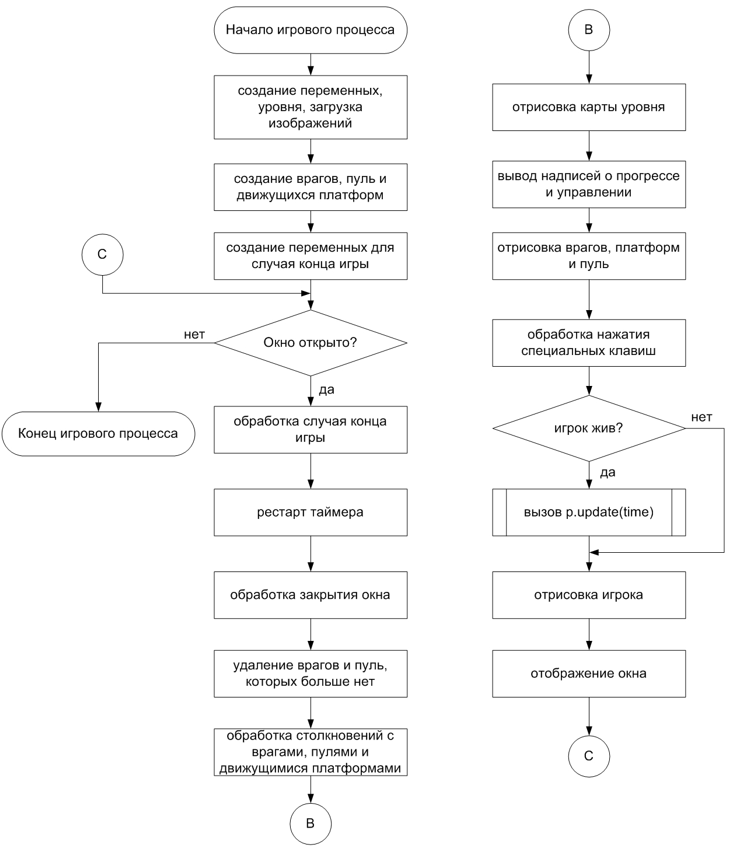 Начало игрового процесса
создание переменных,
уровня, загрузка
изображений
создание врагов, пуль и
движущихся платформ
создание переменных для
случая конца игры
С
Окно открыто?
нет
да
Конец игрового процесса
обработка случая конца
игры
рестарт таймера
обработка закрытия окна
удаление врагов и пуль,
которых больше нет
обработка столкновений с
врагами, пулями и
движущимися платформами
В
В
отрисовка карты уровня
вывод надписей о прогрессе
и управлении
отрисовка врагов, платформ
и пуль
обработка нажатия
специальных клавиш
игрок жив?
нет
да
вызов p.update(time)
отрисовка игрока
отображение окна
С